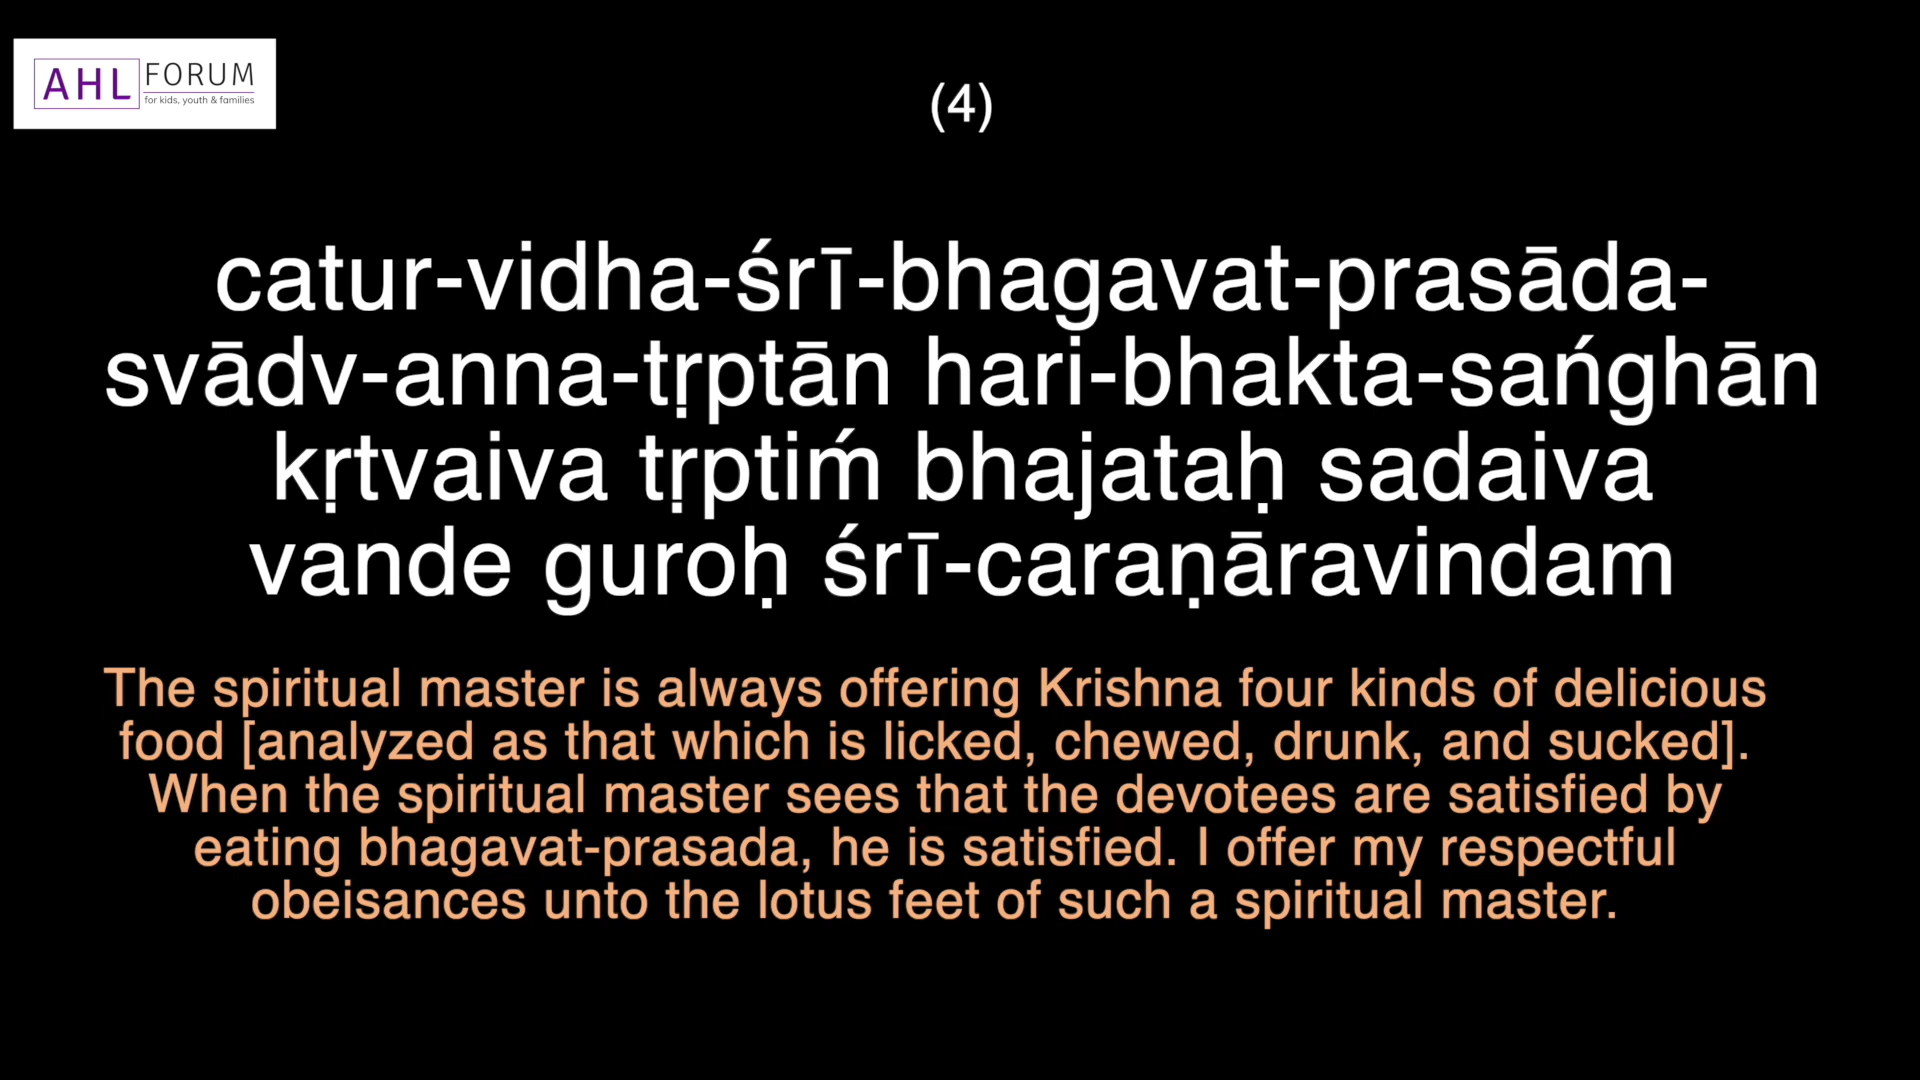 AHL FORUM
for kids, youth & families
(4)
catur-vidha-śrī-bhagavat-prasāda-
svādv-anna-tṛptān hari-bhakta-sańghān
kṛtvaiva tṛptiḿ bhajataḥ sadaiva
vande guroḥ śrī-caraṇāravindam
The spiritual master is always offering Krishna four kinds of delicious
food [analyzed as that which is licked, chewed, drunk, and sucked].
When the spiritual master sees that the devotees are satisfied by
eating bhagavat-prasada, he is satisfied. I offer my respectful
obeisances unto the lotus feet of such a spiritual master.